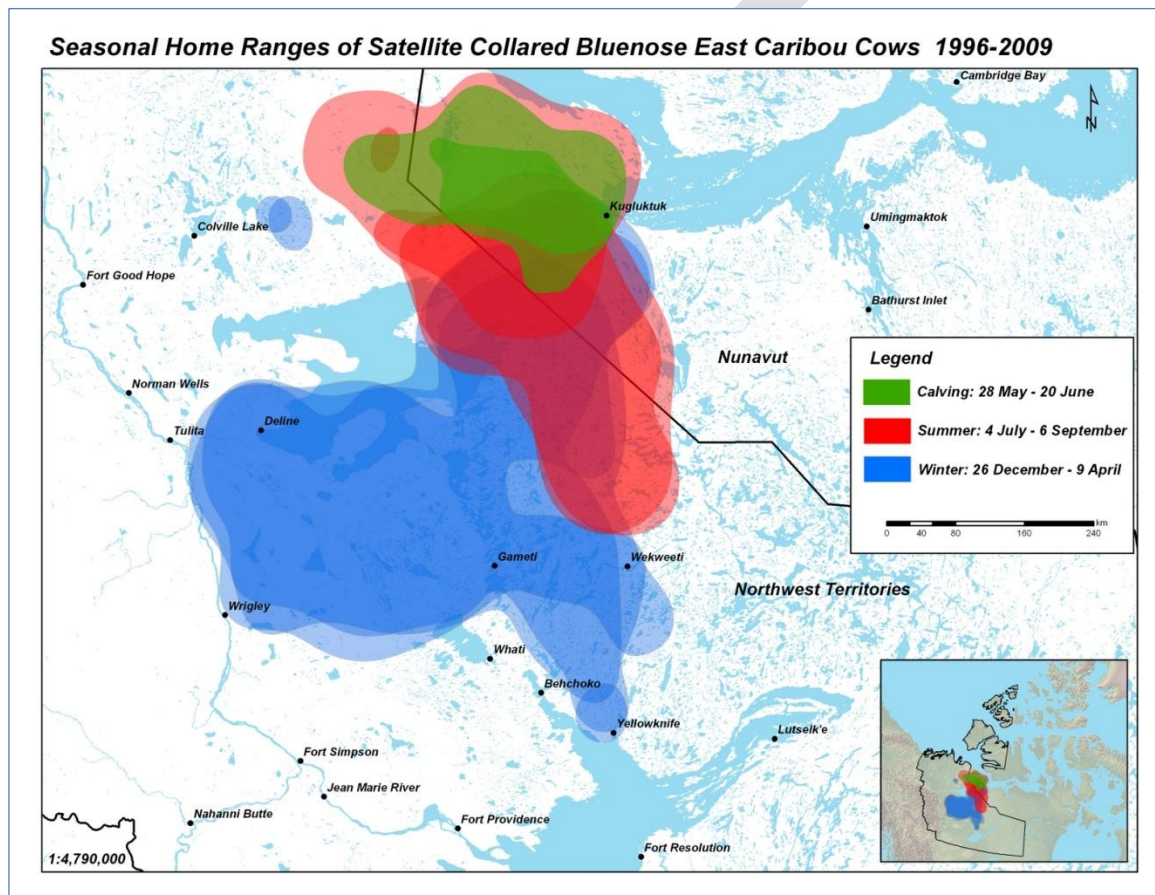 Seasonal Home Ranges of Satellite Collared Bluenose East Caribou Cows 1996-2009
Cambridge Bay
N
Kugluktuk
Umingmaktok
Colville Lake
Fort Good Hope
Bathurst Inlet
Nunavut
Legend
Calving: 28 May - 20 June
Summer: 4 July - 6 September
Winter: 26 December - 9 April
km
0 40 80 160 240
Norman Wells
Deline
Tulita
Gameti
Wekweeti
Northwest Territories
Wrigley
Whati
Behchoko
Yellowknife
Lutselk'e
Fort Simpson
Jean Marie River
Nahanni Butte
Fort Providence
Fort Resolution
1:4,790,000